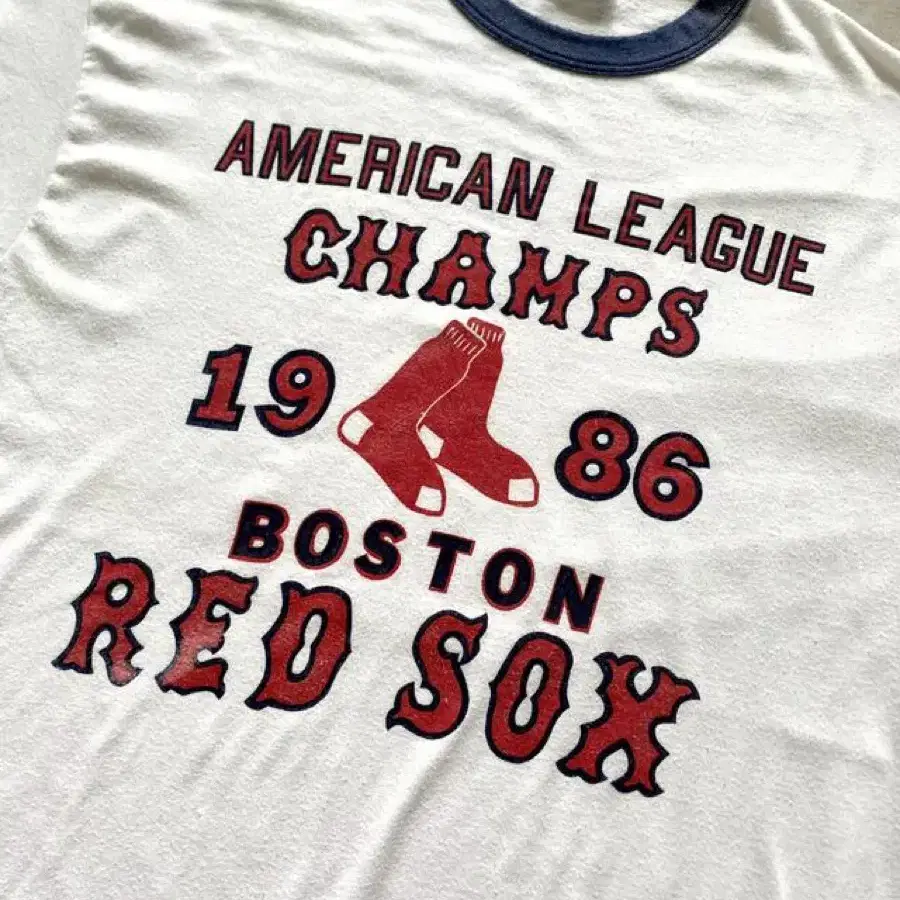 AMERICAN LEAGUE
CHAMPS
1986
BOSTON
RED SOX